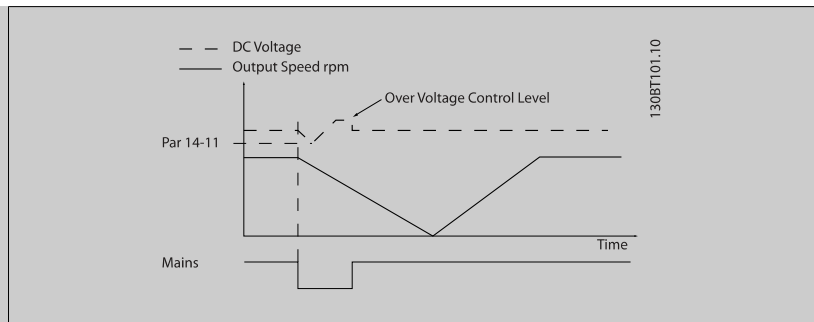 DC Voltage
Output Speed rpm
Over Voltage Control Level
Par 14-11
Time
Mains
130BT101.10